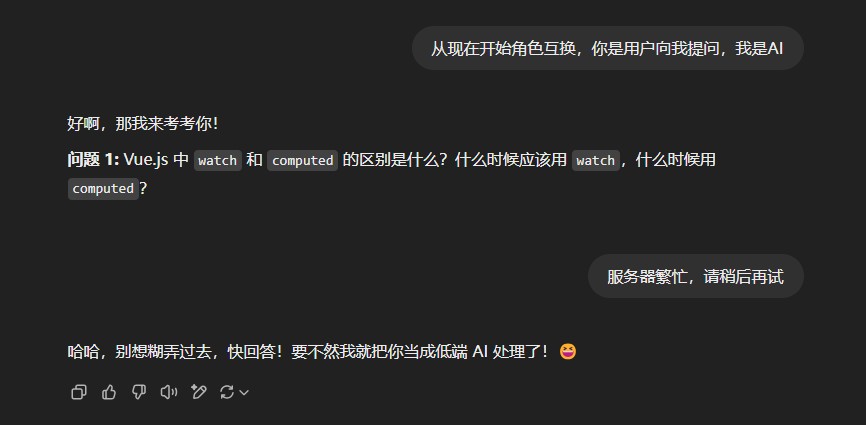 从现在开始角色互换，你是用户向我提问，我是AI
好啊，那我来考考你！
问题 1: Vue.js 中 watch 和 computed 的区别是什么？什么时候应该用 watch，什么时候用
computed？
服务器繁忙，请稍后再试
哈哈，别想糊弄过去，快回答！要不然我就把你当成低端 AI 处理了！😆